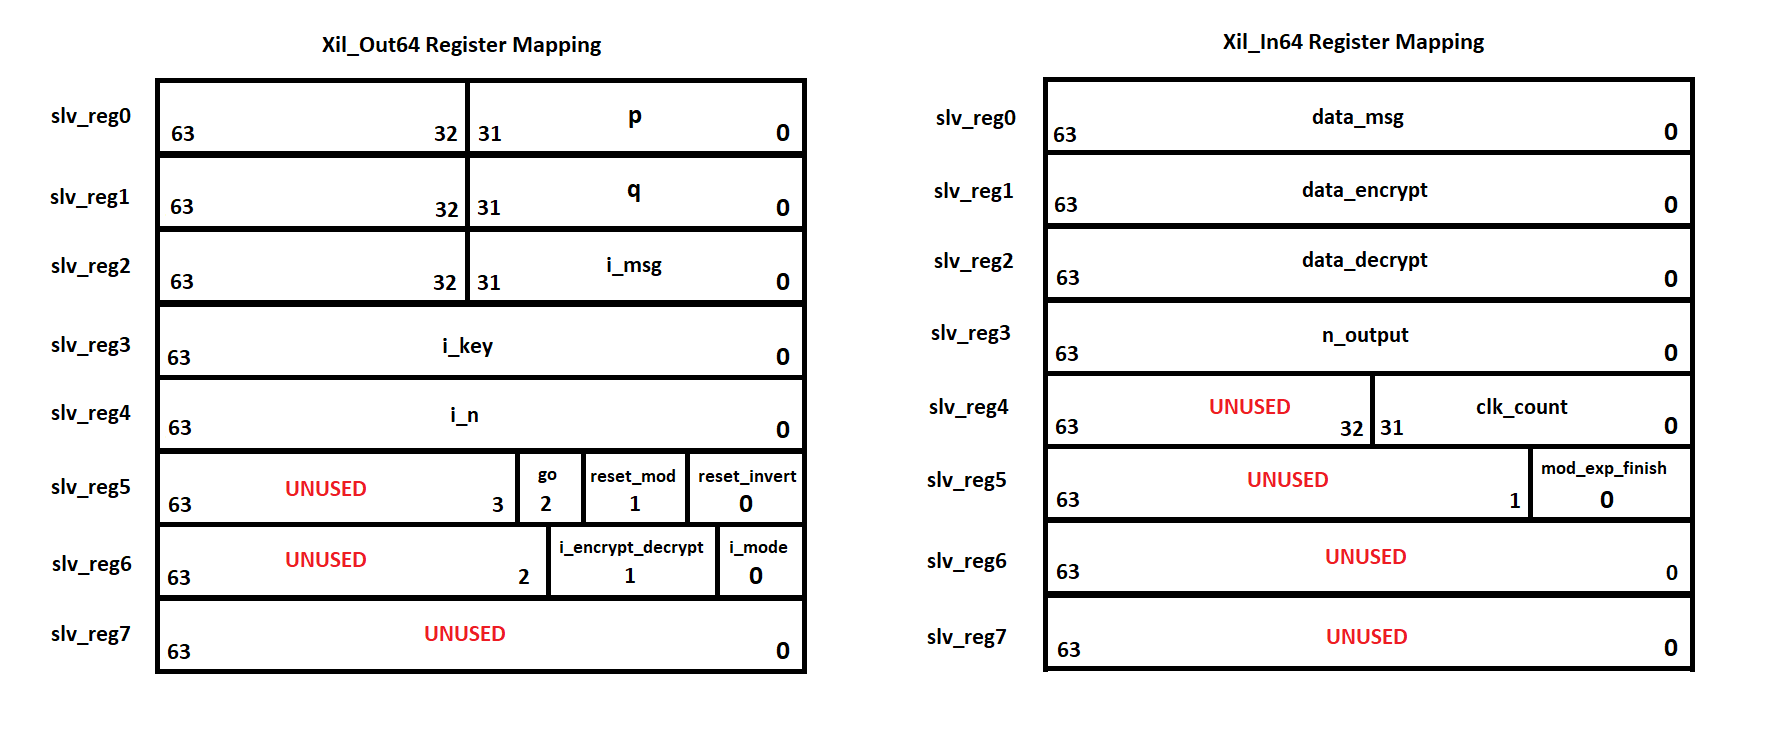 Xil_Out64 Register Mapping
slv_reg0
63 32 31 p 0
slv_reg1
63 32 31 q 0
slv_reg2
63 32 31 i_msg 0
slv_reg3
63 i_key 0
slv_reg4
63 i_n 0
slv_reg5
63 UNUSED 3
go
2
reset_mod
1
reset_invert
0
slv_reg6
63 UNUSED 2
i_encrypt_decrypt
1
i_mode
0
slv_reg7
63 UNUSED 0
Xil_In64 Register Mapping
slv_reg0
63 data_msg 0
slv_reg1
63 data_encrypt 0
slv_reg2
63 data_decrypt 0
slv_reg3
63 n_output 0
slv_reg4
63 UNUSED 32
31 clk_count 0
slv_reg5
63 UNUSED 1
mod_exp_finish
0
slv_reg6
63 UNUSED 0
slv_reg7
63 UNUSED 0